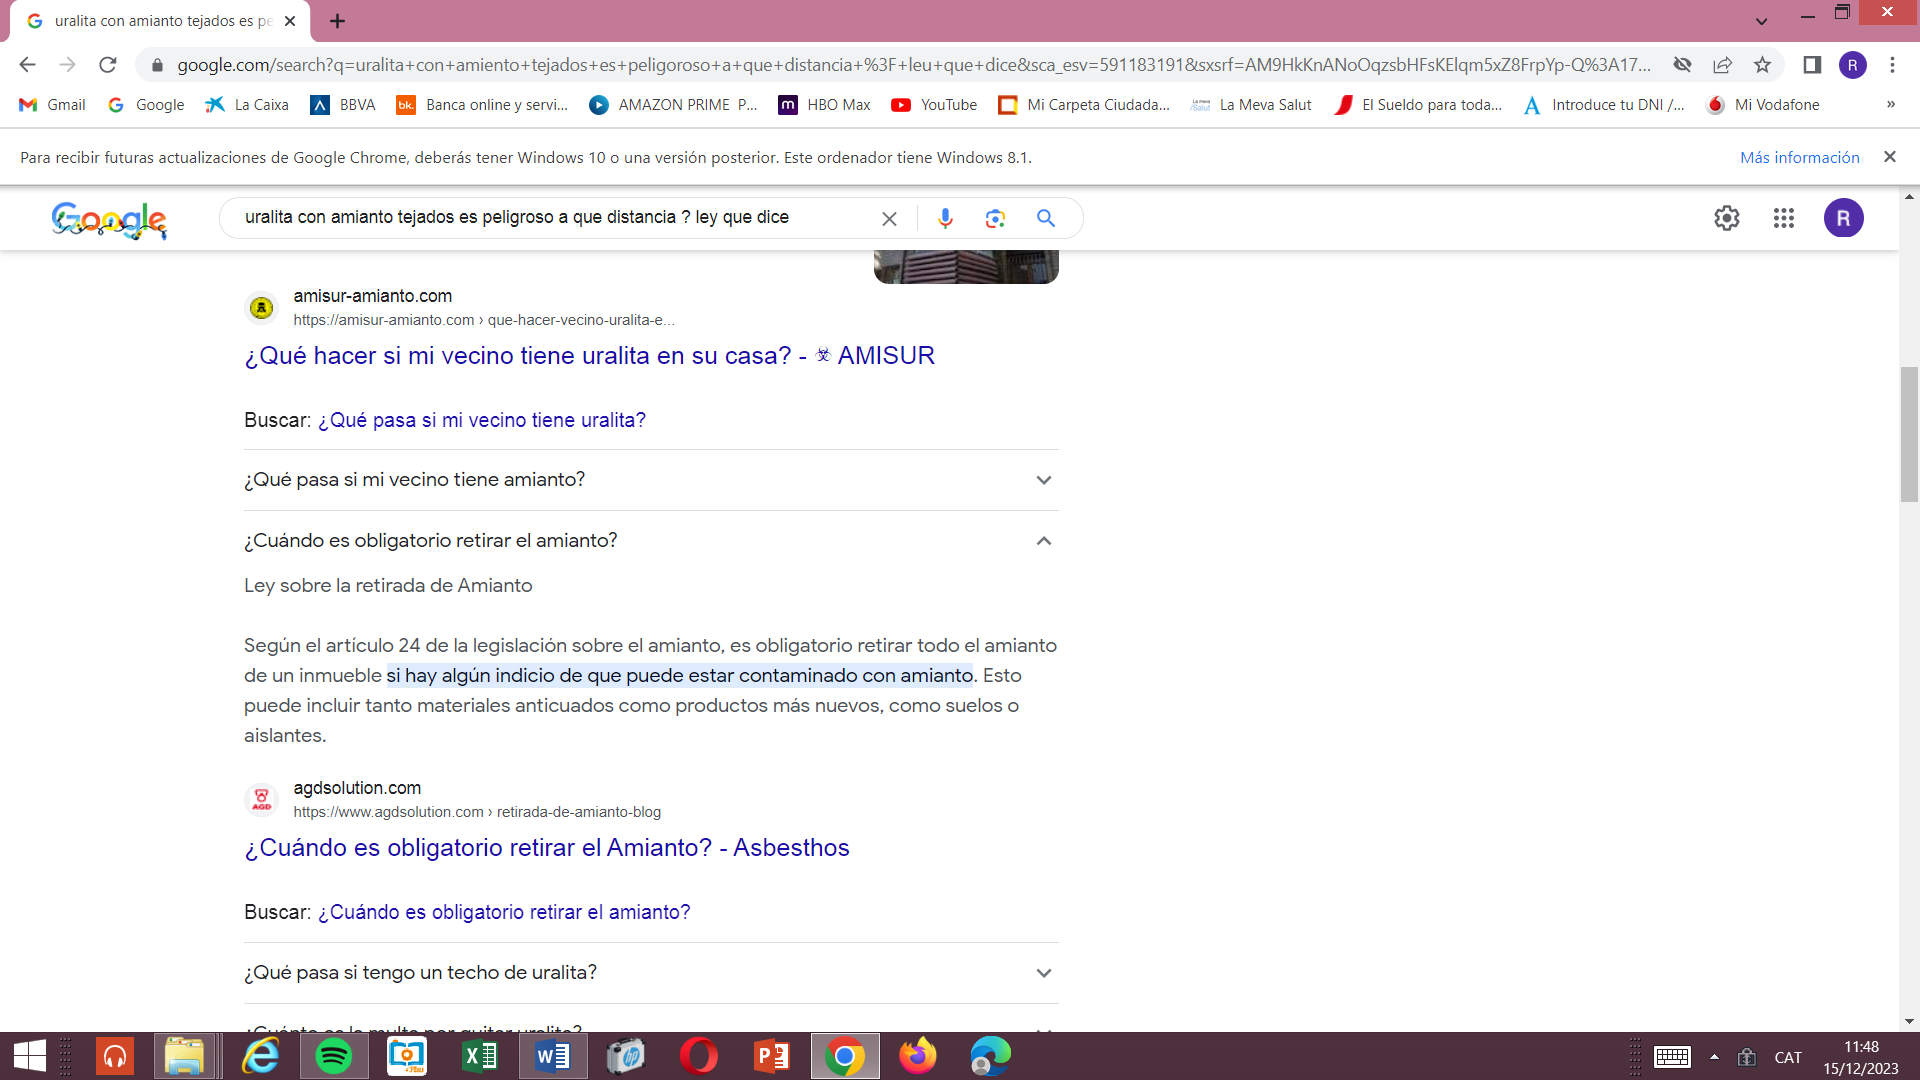 uralita con amianto tejados es pe
google.com/search?q=uralita+con+amiento+tejados+es+peligoroso+a+que+distancia+%3F+leu+que+dice&sca_esv=591183191&sxsrf=AM9HkKnANoOqzsbHFsKElqm5xZ8FrpYp-Q%3A17...
R
Gmail Google La Caixa BBVA bk. Banca online y servi... AMAZON PRIME P... HBO Max YouTube Mi Carpeta Ciudada... La Meva Salut El Sueldo para toda... Introduce tu DNI /... Mi Vodafone »
Para recibir futuras actualizaciones de Google Chrome, deberás tener Windows 10 o una versión posterior. Este ordenador tiene Windows 8.1. Más información
Google uralita con amianto tejados es peligroso a que distancia ? ley que dice R
amisur-amianto.com
https://amisur-amianto.com › que-hacer-vecino-uralita-e...
¿Qué hacer si mi vecino tiene uralita en su casa? - ☣ AMISUR
Buscar: ¿Qué pasa si mi vecino tiene uralita?
¿Qué pasa si mi vecino tiene amianto?
¿Cuándo es obligatorio retirar el amianto?
Ley sobre la retirada de Amianto
Según el artículo 24 de la legislación sobre el amianto, es obligatorio retirar todo el amianto
de un inmueble si hay algún indicio de que puede estar contaminado con amianto. Esto
puede incluir tanto materiales anticuados como productos más nuevos, como suelos o
aislantes.
AGD
agdsolution.com
https://www.agdsolution.com › retirada-de-amianto-blog
¿Cuándo es obligatorio retirar el Amianto? - Asbesthos
Buscar: ¿Cuándo es obligatorio retirar el amianto?
¿Qué pasa si tengo un techo de uralita?
¿Cuánto es la multa por quitar uralita?
CAT
11:48
15/12/2023